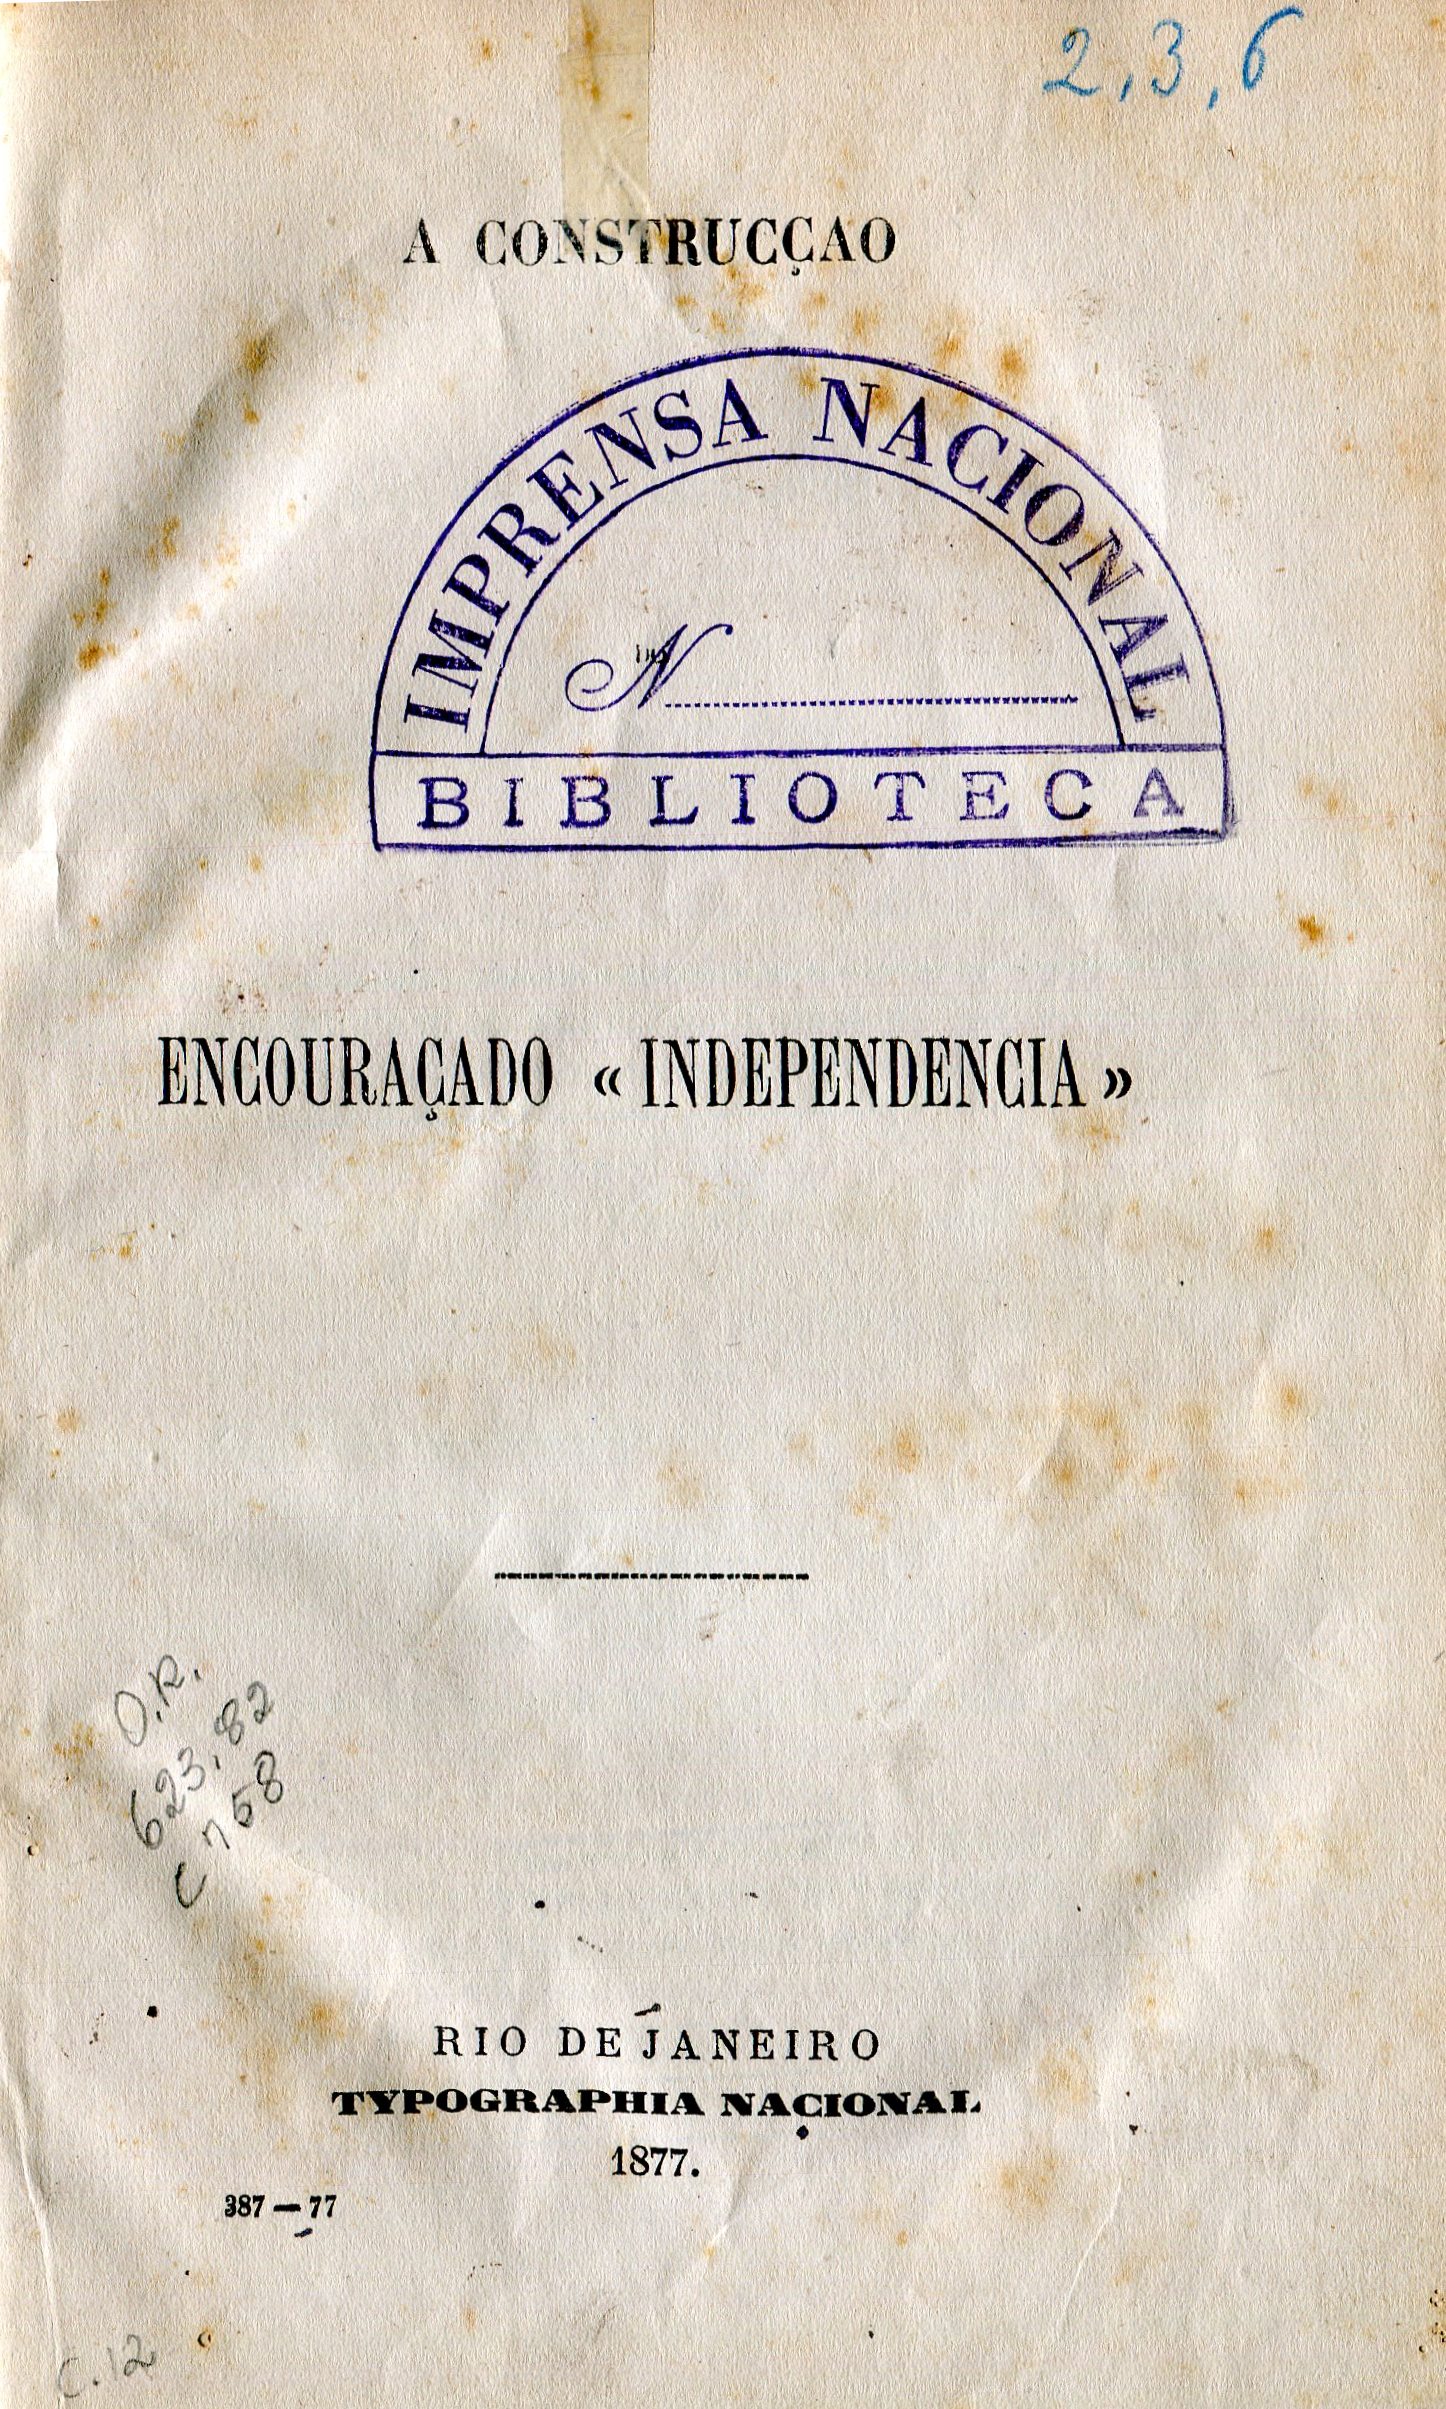 2,3,6
A CONSTRUCÇAO
IMPRENSA NACIONAL
DO
N
BIBLIOTECA
ENCOURAÇADO « INDEPENDENCIA »
O.R.
623.82
C758
RIO DE JANEIRO
TYPOGRAPHIA NACIONAL
1877.
387 — 77
C.12